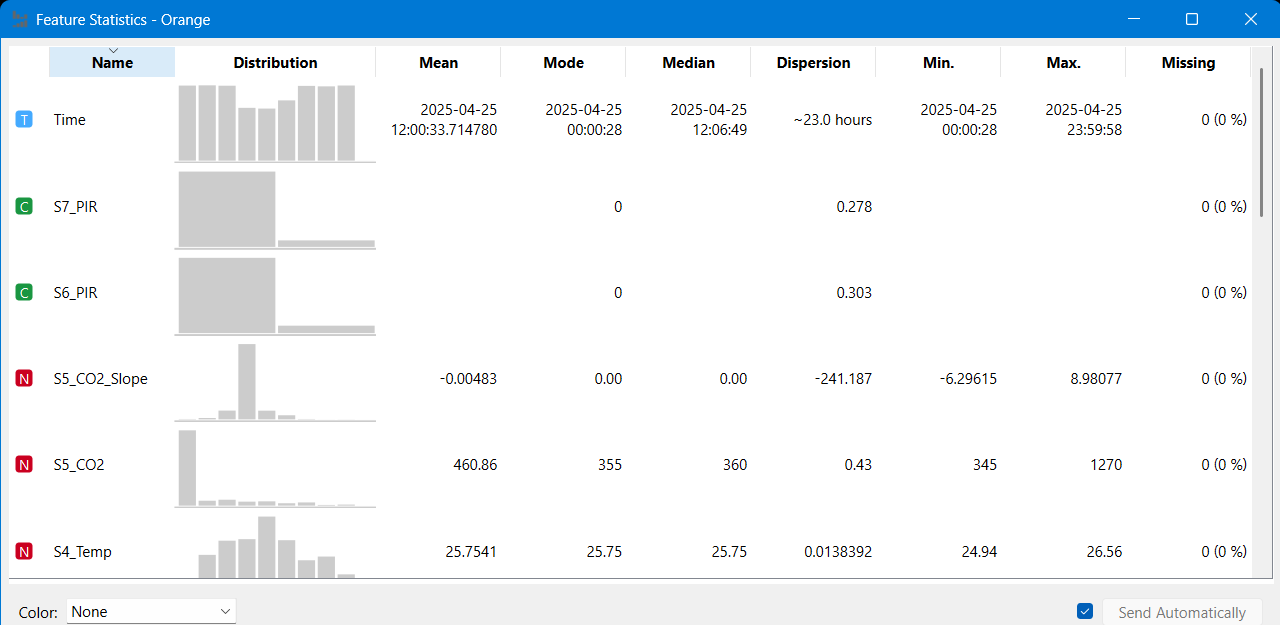 Feature Statistics - Orange
Name Distribution Mean Mode Median Dispersion Min. Max. Missing
T Time 2025-04-25 12:00:33.714780 2025-04-25 00:00:28 2025-04-25 12:06:49 ~23.0 hours 2025-04-25 00:00:28 2025-04-25 23:59:58 0 (0 %)
C S7_PIR 0 0.278 0 (0 %)
C S6_PIR 0 0.303 0 (0 %)
N S5_CO2_Slope -0.00483 0.00 0.00 -241.187 -6.29615 8.98077 0 (0 %)
N S5_CO2 460.86 355 360 0.43 345 1270 0 (0 %)
N S4_Temp 25.7541 25.75 25.75 0.0138392 24.94 26.56 0 (0 %)
Color: None Send Automatically